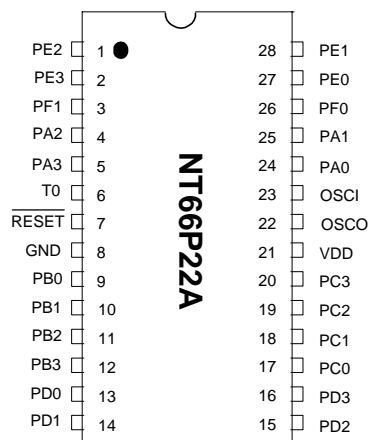 PE2 1 28 PE1
PE3 2 27 PE0
PF1 3 26 PF0
PA2 4 25 PA1
PA3 5 24 PA0
T0 6 23 OSCI
RESET 7 22 OSCO
GND 8 21 VDD
PB0 9 20 PC3
PB1 10 19 PC2
PB2 11 18 PC1
PB3 12 17 PC0
PD0 13 16 PD3
PD1 14 15 PD2
NT66P22A